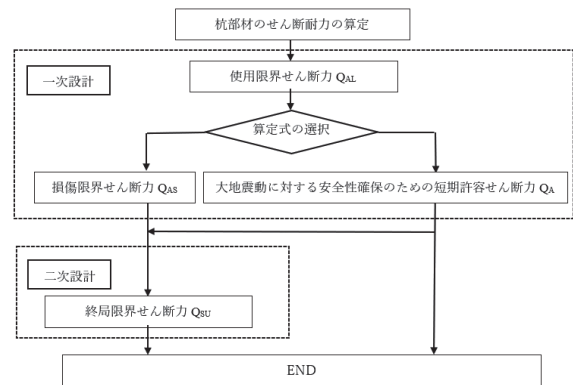 杭部材のせん断耐力の算定
一次設計
使用限界せん断力 QAL
算定式の選択
損傷限界せん断力 QAS
大地震動に対する安全性確保のための短期許容せん断力 QA
二次設計
終局限界せん断力 QSU
END